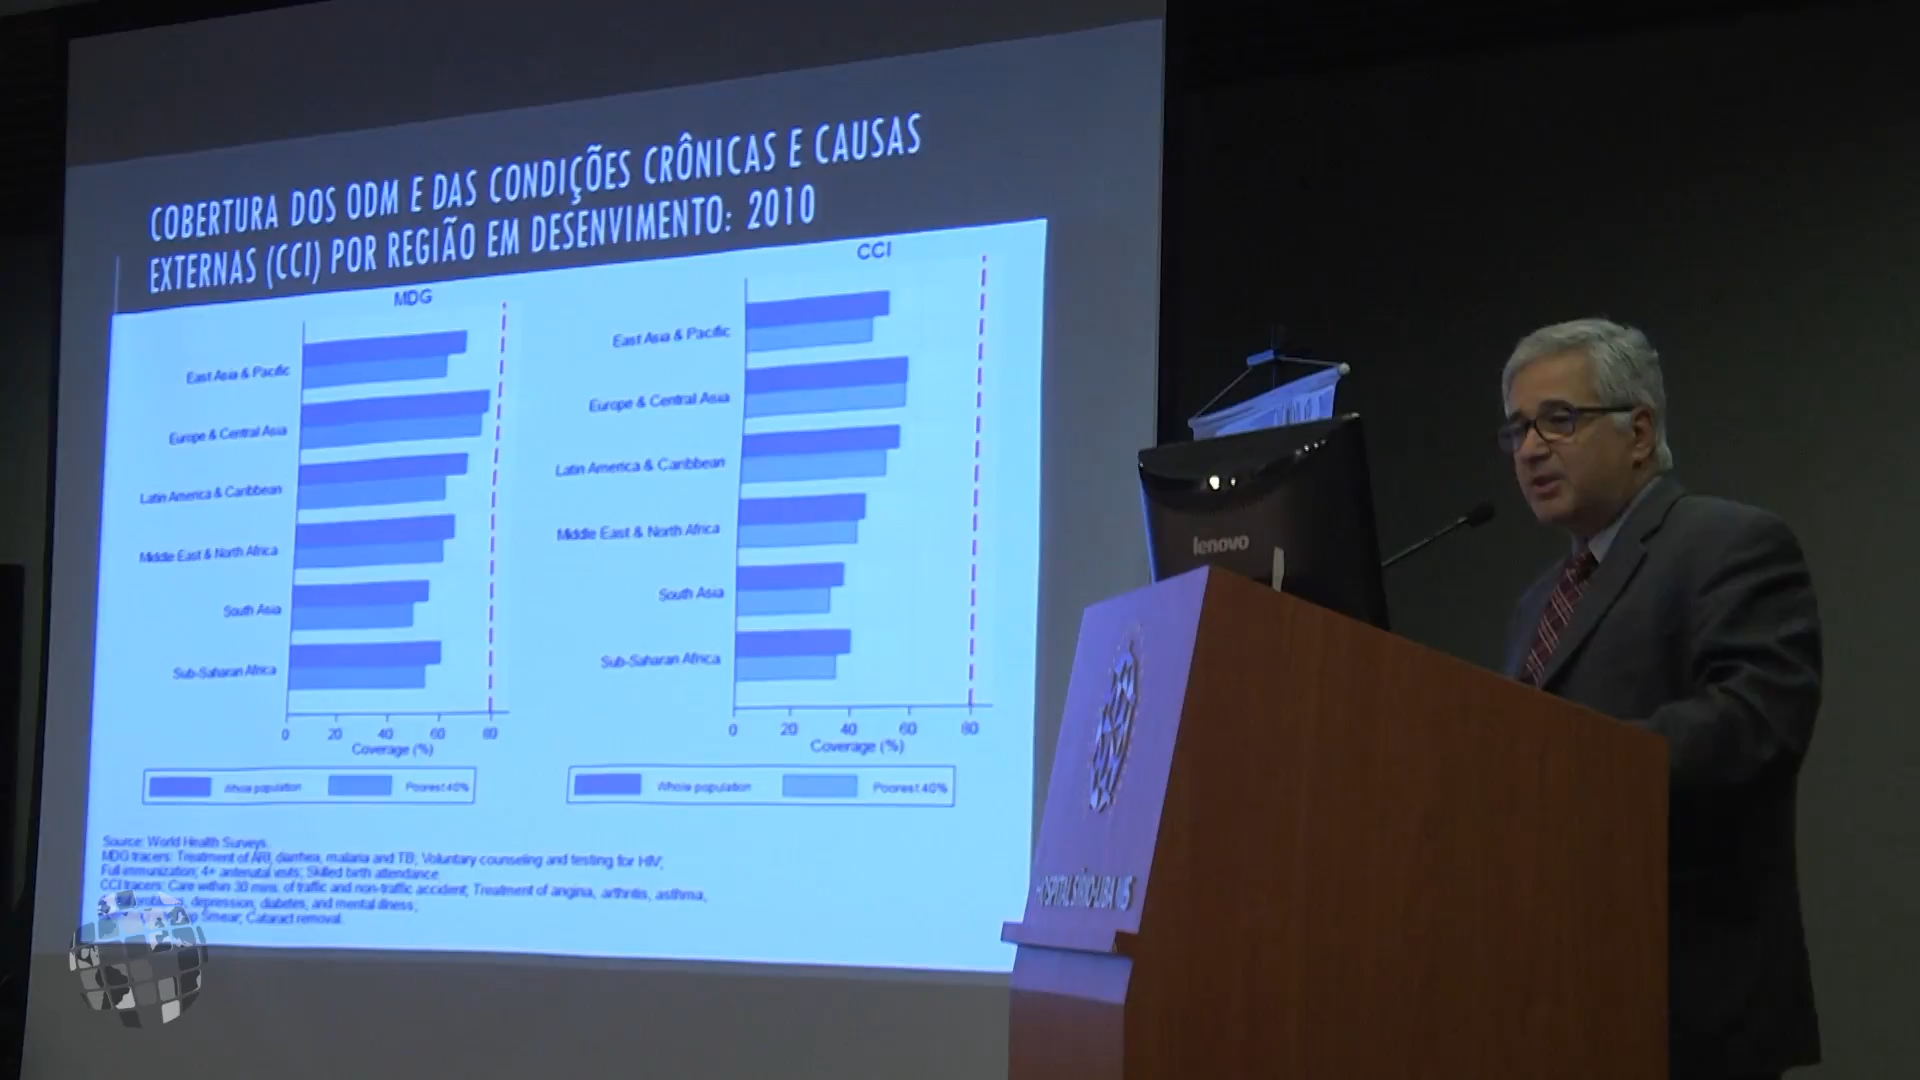 COBERTURA DOS ODM E DAS CONDIÇÕES CRÔNICAS E CAUSAS
EXTERNAS (CCI) POR REGIÃO EM DESENVIMENTO: 2010
MDG
East Asia & Pacific
Europe & Central Asia
Latin America & Caribbean
Middle East & North Africa
South Asia
Sub-Saharan Africa
0 20 40 60 80
Coverage (%)
Whole population Poorest 40%
CCI
East Asia & Pacific
Europe & Central Asia
Latin America & Caribbean
Middle East & North Africa
South Asia
Sub-Saharan Africa
0 20 40 60 80
Coverage (%)
Whole population Poorest 40%
Source: World Health Surveys.
MDG tracers: Treatment of ARI, diarrhea, malaria and TB; Voluntary counseling and testing for HIV;
Full immunization; 4+ antenatal visits; Skilled birth attendance
CCI tracers: Care within 30 mins. of traffic and non-traffic accident; Treatment of angina, arthritis, asthma,
depression, diabetes, and mental illness;
Smear; Cataract removal.
lenovo
HOSPITAL SÍRIO-LIBANÊS